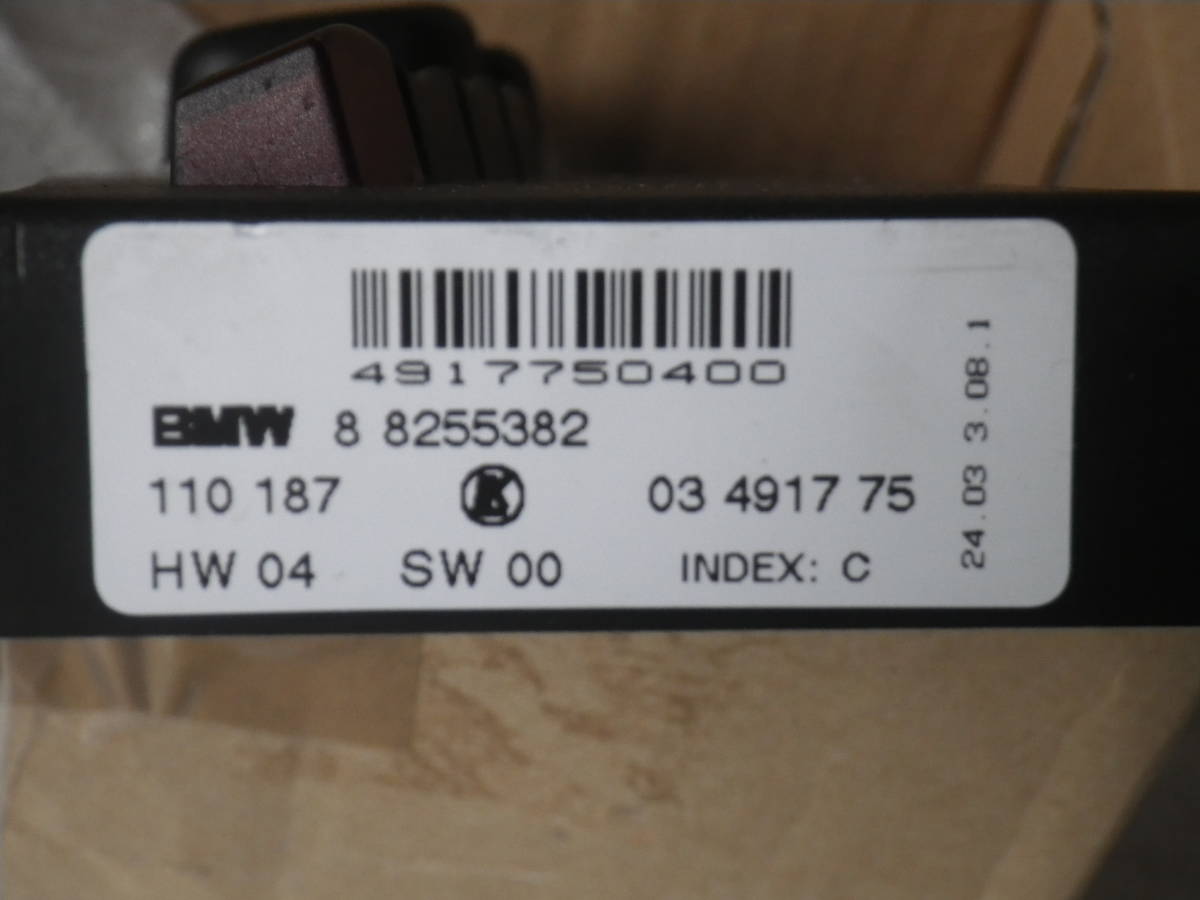 4917750400
BMW 8 8255382
110 187 K 03 4917 75
HW 04 SW 00 INDEX: C
24.03 3.08.1